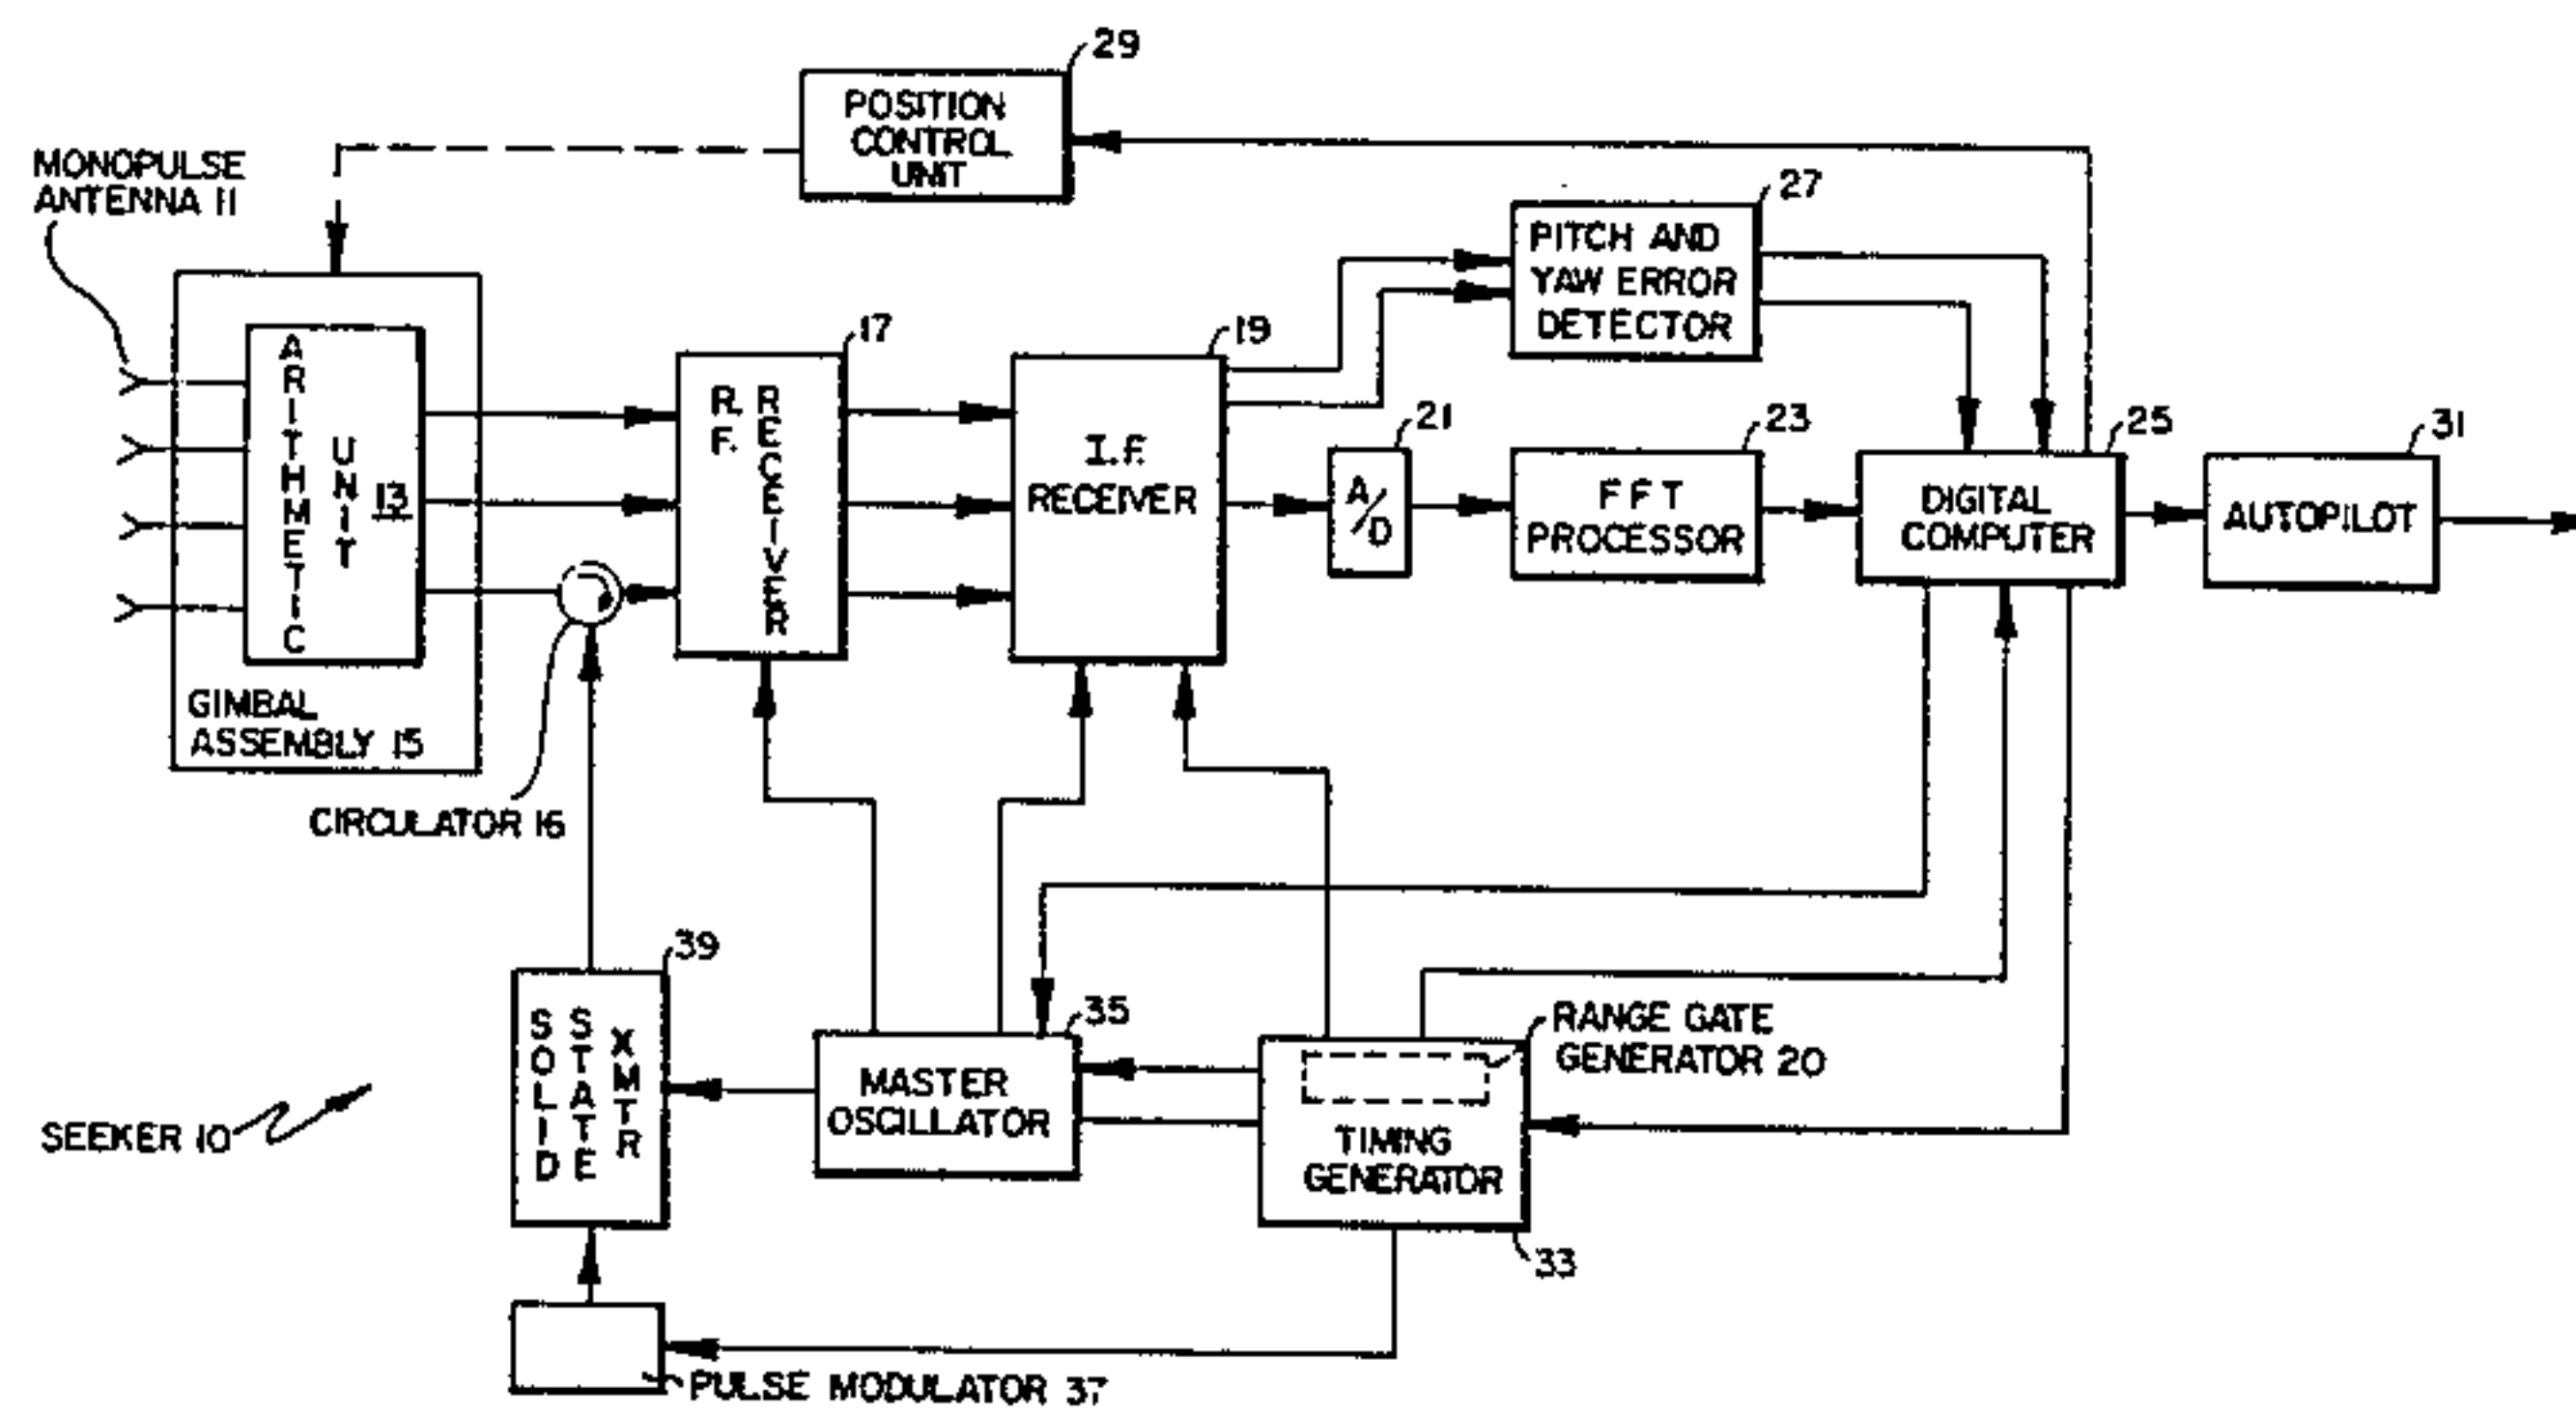 29
POSITION
CONTROL
UNIT
MONOPULSE
ANTENNA 11
27
PITCH AND
YAW ERROR
DETECTOR
17
19
ARITHMETIC
UNIT
13
R.F.
RECEIVER
I.F.
RECEIVER
21
A/D
23
FFT
PROCESSOR
25
DIGITAL
COMPUTER
31
AUTOPILOT
GIMBAL
ASSEMBLY 15
CIRCULATOR 16
39
SOLID
STATE
XMTR
35
MASTER
OSCILLATOR
RANGE GATE
GENERATOR 20
TIMING
GENERATOR
33
SEEKER 10
PULSE MODULATOR 37